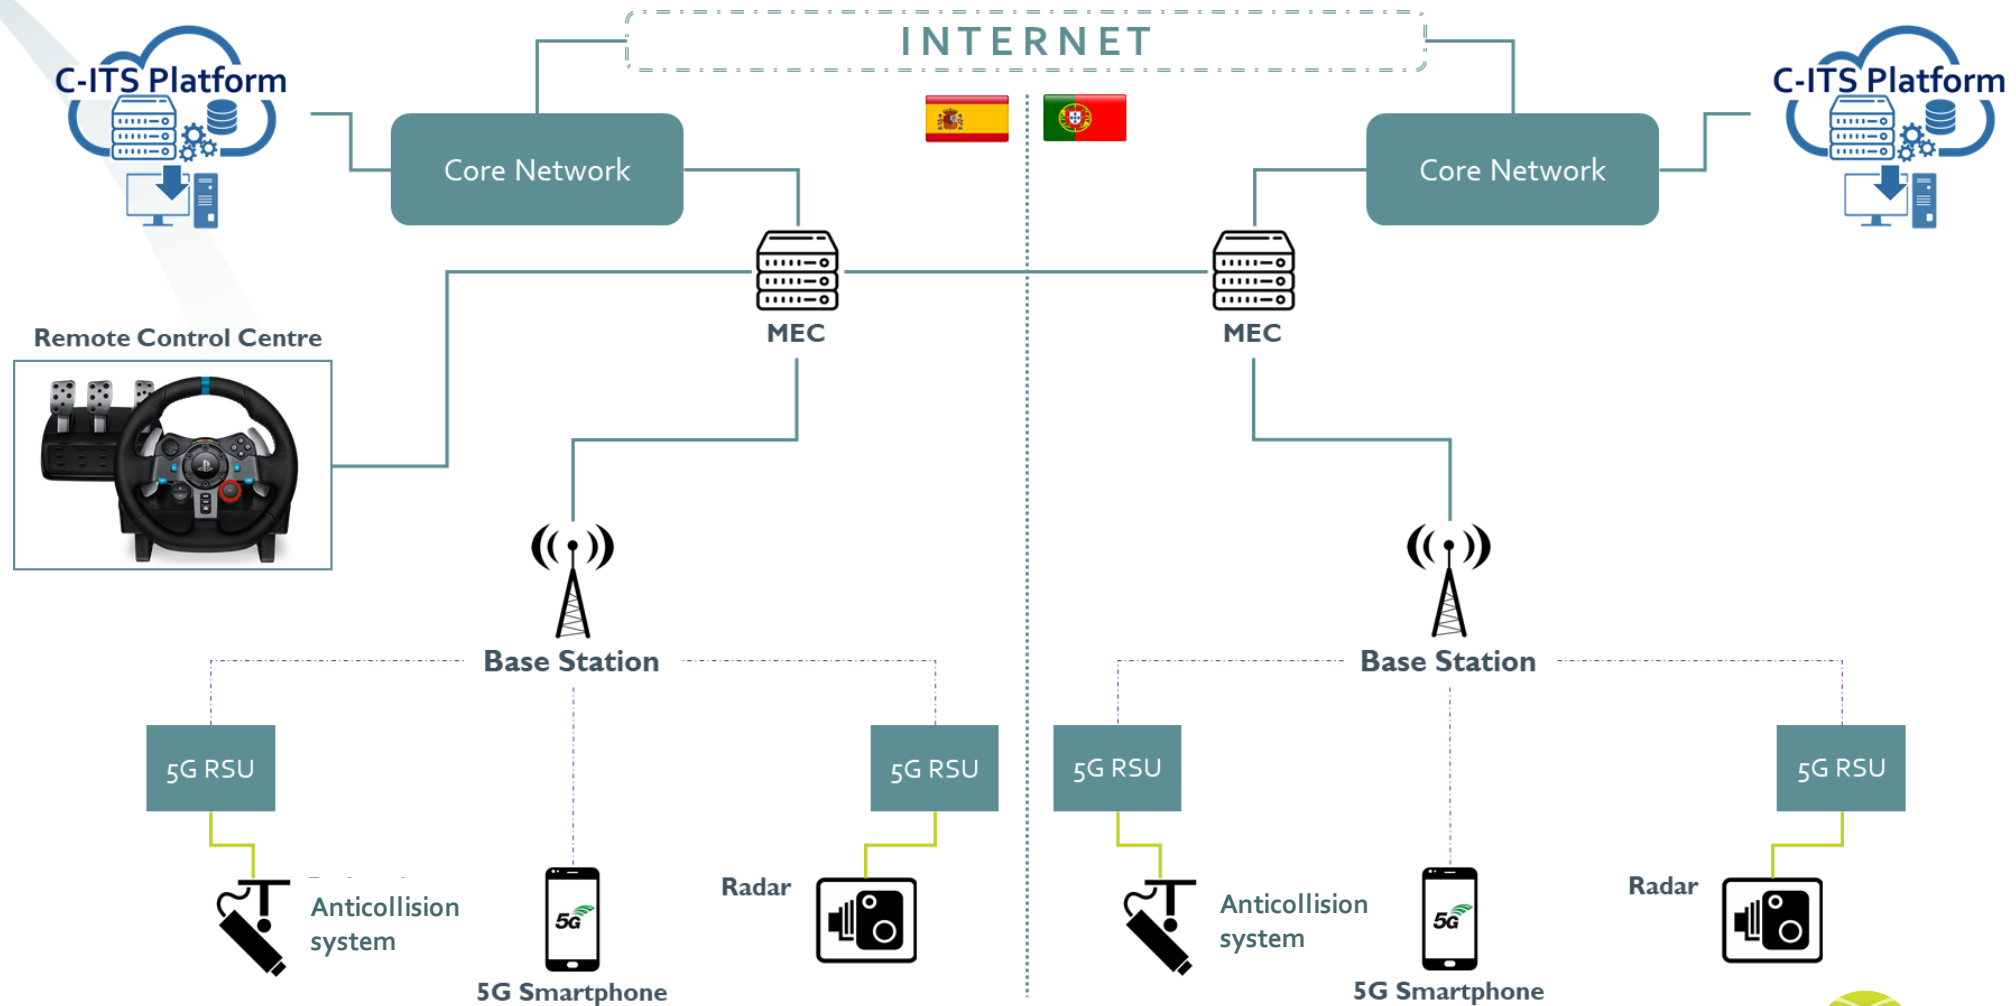 INTERNET
C-ITS Platform
C-ITS Platform
Core Network
Core Network
MEC
MEC
Remote Control Centre
Base Station
Base Station
5G RSU
5G RSU
5G RSU
5G RSU
Anticollision
system
5G
Radar
Anticollision
system
5G
Radar
5G Smartphone
5G Smartphone